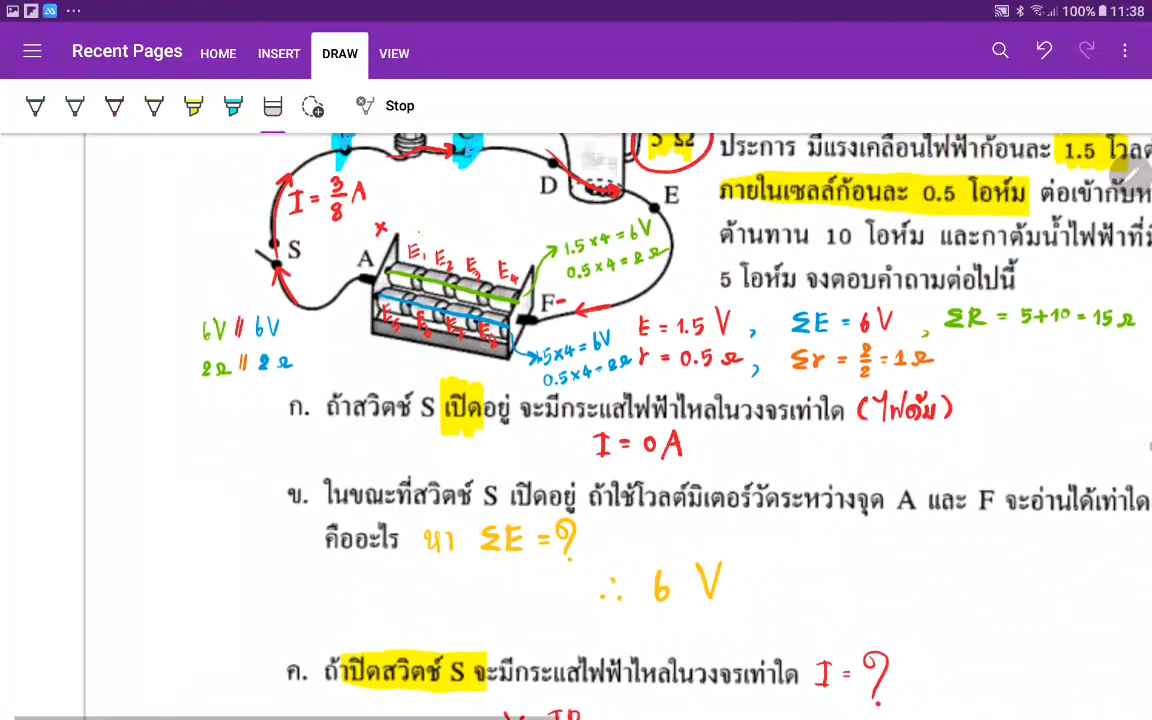 100% 11:38
Recent Pages HOME INSERT DRAW VIEW
Stop
5 Ω
ประการ มีแรงเคลื่อนไฟฟ้าก้อนละ 1.5 โวลต์
ภายในเซลล์ก้อนละ 0.5 โอห์ม ต่อเข้ากับห
ด้านทาน 10 โอห์ม และกาต้มน้ำไฟฟ้าที่มี
5 โอห์ม จงตอบคำถามต่อไปนี้
D
E
I = 3/8 A
S
A
+
E₁ E₂ E₃ E₄
1.5×4 = 6V
0.5×4 = 2Ω
F
-
E₅ E₆ E₇ E₈
1.5×4 = 6V
0.5×4 = 2Ω
6V // 6V
2Ω // 2Ω
E = 1.5 V , ΣE = 6V , ΣR = 5+10 = 15Ω
r = 0.5 Ω , Σr = 2/2 = 1Ω
ก. ถ้าสวิตช์ S เปิดอยู่ จะมีกระแสไฟฟ้าไหลในวงจรเท่าใด (ไฟดับ)
I = 0 A
ข. ในขณะที่สวิตช์ S เปิดอยู่ ถ้าใช้โวลต์มิเตอร์วัดระหว่างจุด A และ F จะอ่านได้เท่าใด
คืออะไร หา ΣE = ?
∴ 6 V
ค. ถ้าปิดสวิตช์ S จะมีกระแสไฟฟ้าไหลในวงจรเท่าใด I = ?